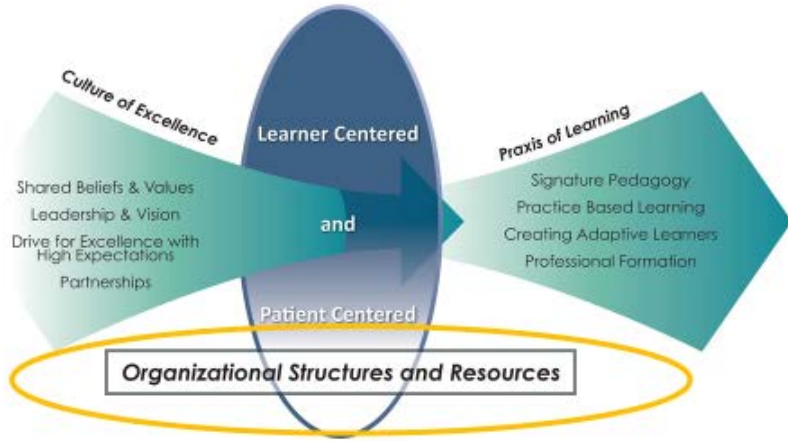 Culture of Excellence
Shared Beliefs & Values
Leadership & Vision
Drive for Excellence with
High Expectations
Partnerships
Learner Centered
and
Patient Centered
Praxis of Learning
Signature Pedagogy
Practice Based Learning
Creating Adaptive Learners
Professional Formation
Organizational Structures and Resources